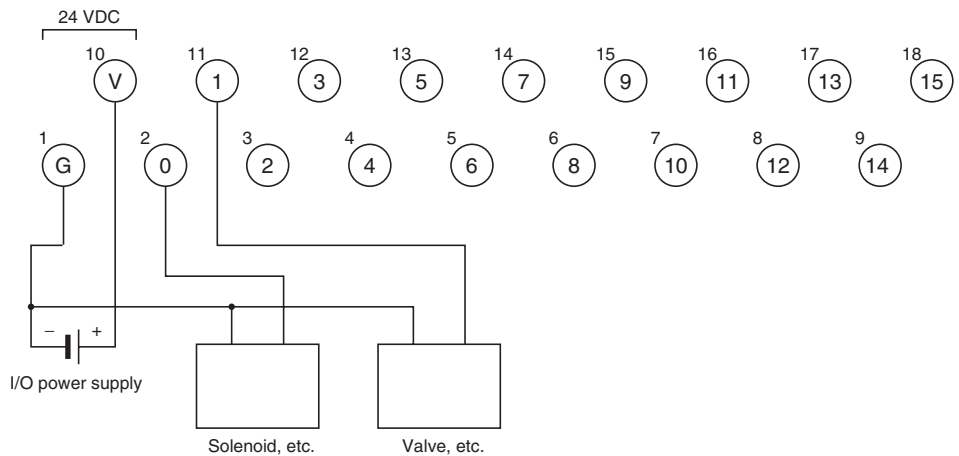 24 VDC
10 11 12 13 14 15 16 17 18
V 1 3 5 7 9 11 13 15
1 2 3 4 5 6 7 8 9
G 0 2 4 6 8 10 12 14
− +
I/O power supply
Solenoid, etc. Valve, etc.